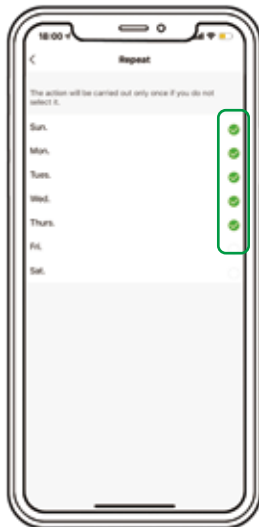 18:00
Repeat
The action will be carried out only once if you do not
select it.
Sun.
Mon.
Tues.
Wed.
Thurs.
Fri.
Sat.